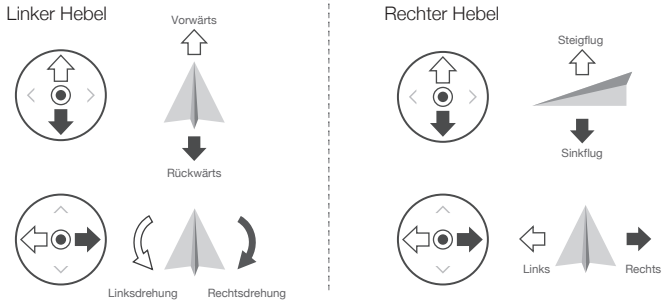 Linker Hebel
Vorwärts
Rückwärts
Linksdrehung
Rechtsdrehung
Rechter Hebel
Steigflug
Sinkflug
Links
Rechts